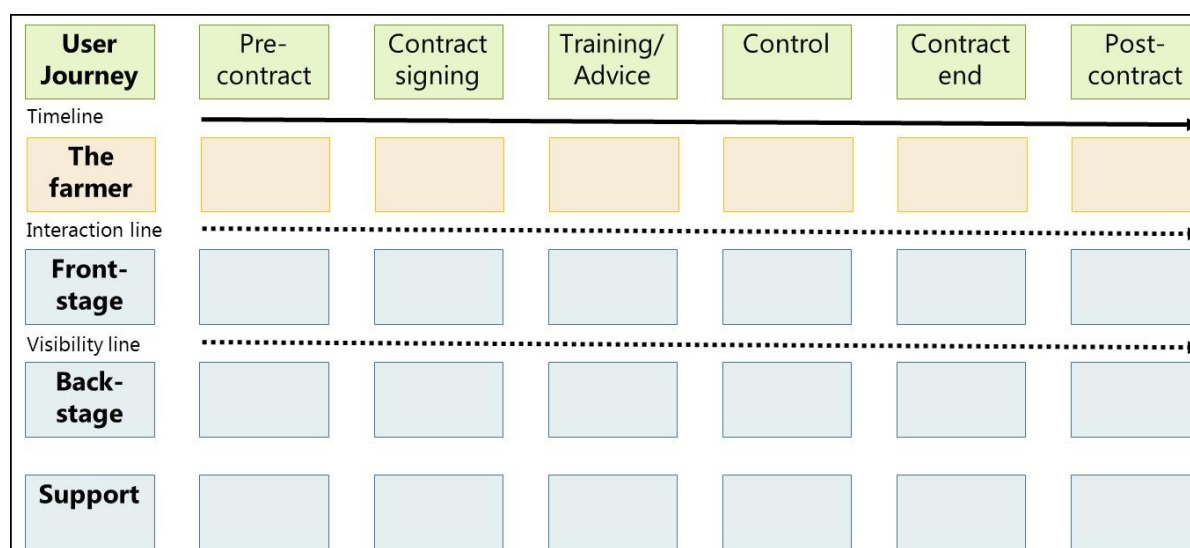 User Pre- Contract Training/ Control Contract Post-
Journey contract signing Advice end contract
Timeline
The
farmer
Interaction line
Front-
stage
Visibility line
Back-
stage
Support